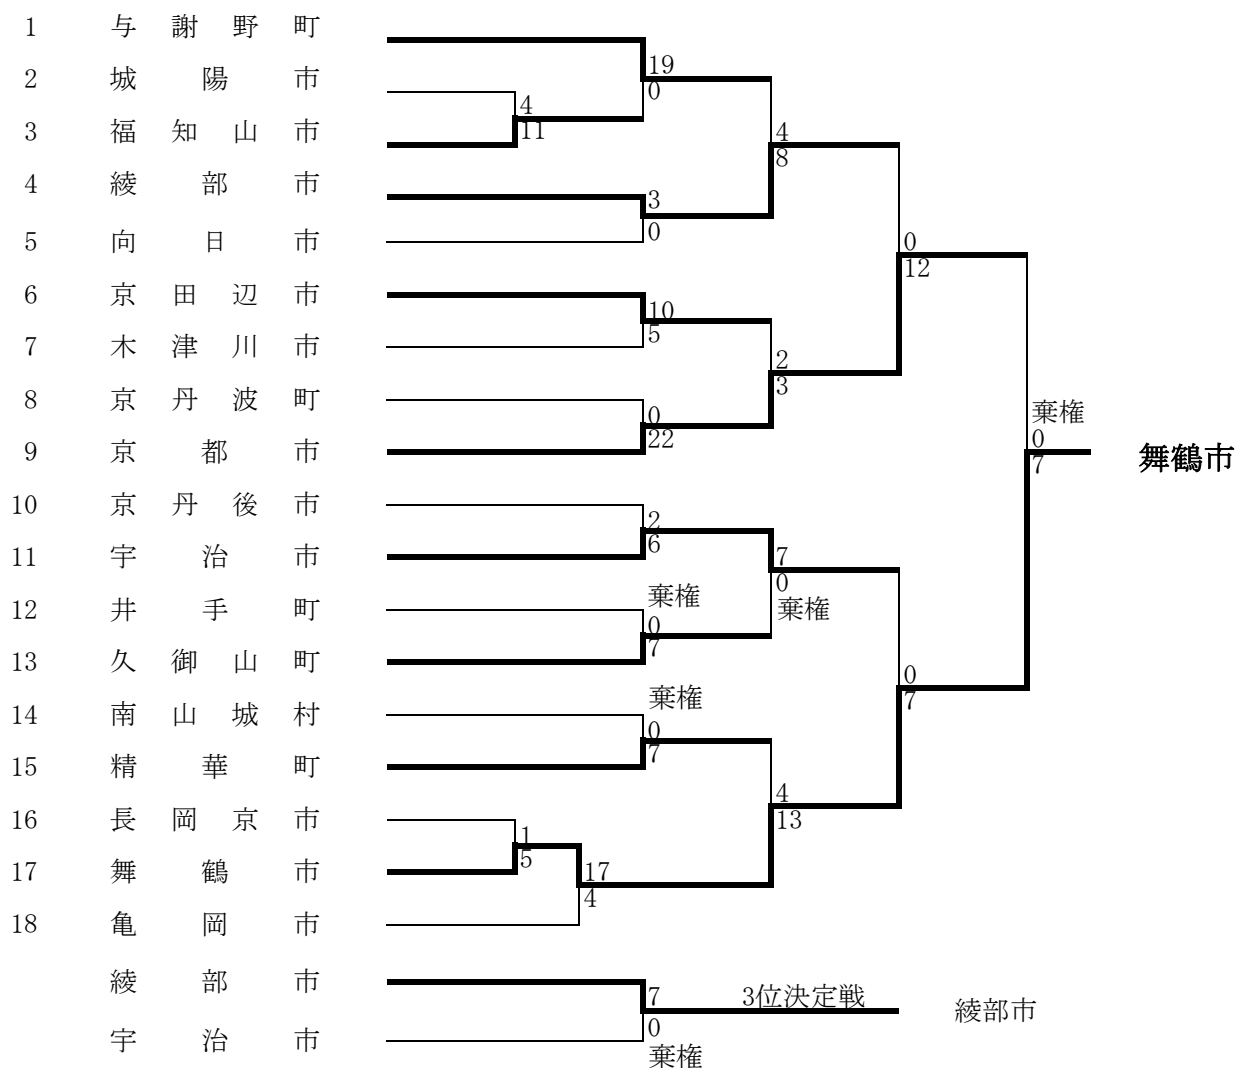 1 与謝野町
19
2 城陽市
0
4
3 福知山市
11
4
8
4 綾部市
3
5 向日市
0
0
12
6 京田辺市
10
7 木津川市
5
2
3
8 京丹波町
0
棄権
9 京都市
22
0
7
舞鶴市
10 京丹後市
2
11 宇治市
6
7
0
棄権
棄権
12 井手町
0
13 久御山町
7
0
7
棄権
14 南山城村
0
15 精華町
7
4
13
16 長岡京市
1
17 舞鶴市
5
17
4
18 亀岡市
綾部市
7
3位決定戦
綾部市
宇治市
0
棄権